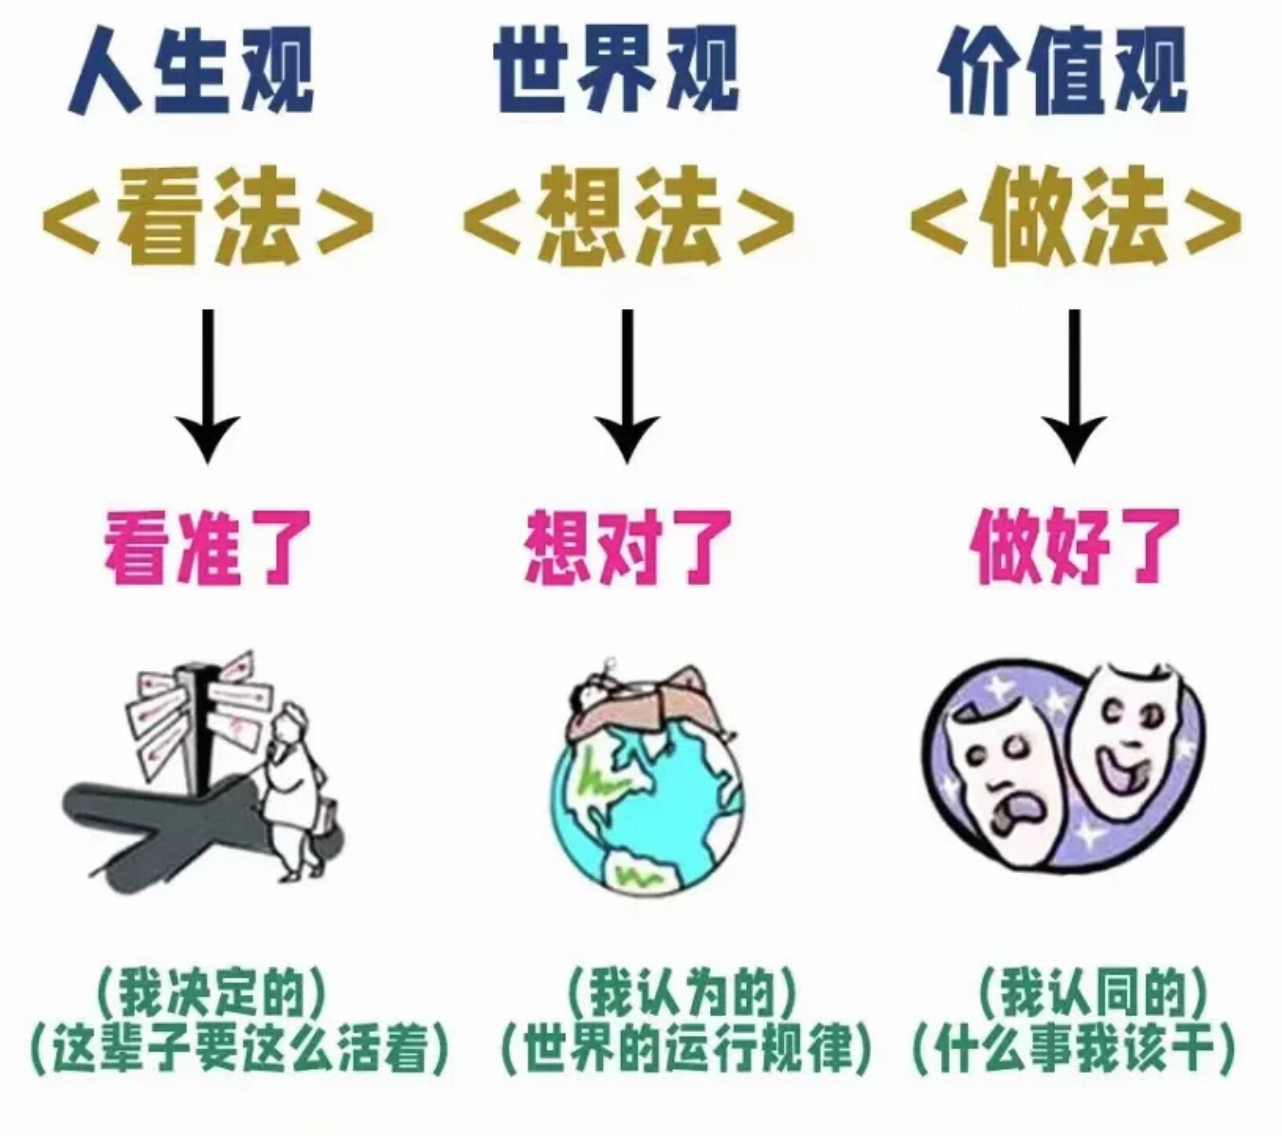 人生观 世界观 价值观
<看法> <想法> <做法>
看准了 想对了 做好了
(我决定的) (我认为的) (我认同的)
(这辈子要这么活着) (世界的运行规律) (什么事我该干)